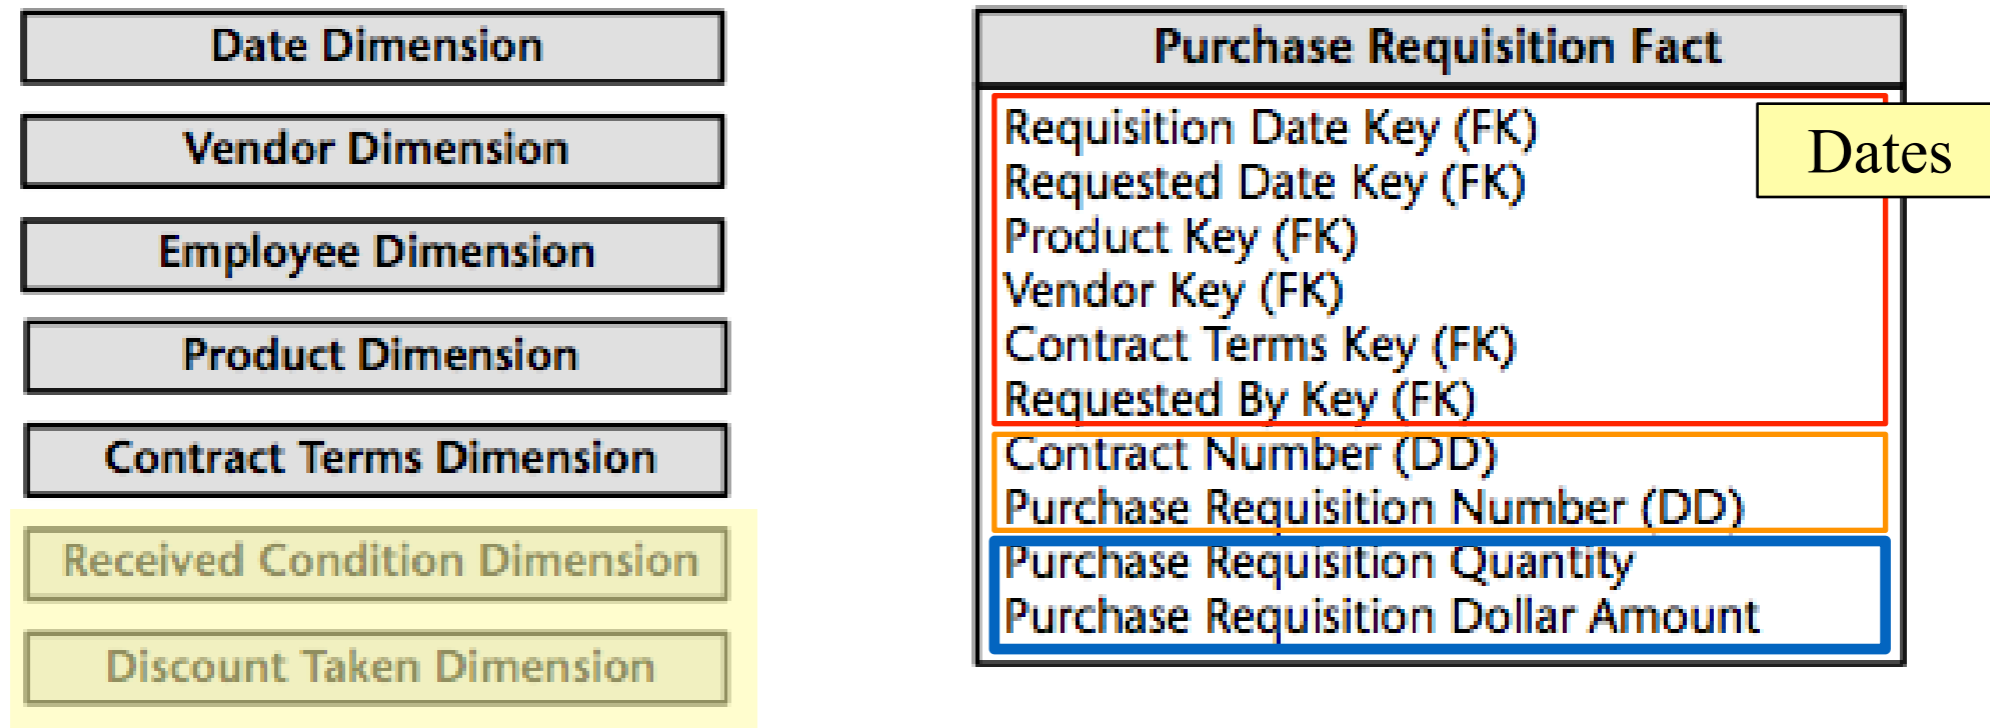 Date Dimension
Vendor Dimension
Employee Dimension
Product Dimension
Contract Terms Dimension
Received Condition Dimension
Discount Taken Dimension
Purchase Requisition Fact
Requisition Date Key (FK)
Requested Date Key (FK)
Product Key (FK)
Vendor Key (FK)
Contract Terms Key (FK)
Requested By Key (FK)
Contract Number (DD)
Purchase Requisition Number (DD)
Purchase Requisition Quantity
Purchase Requisition Dollar Amount
Dates